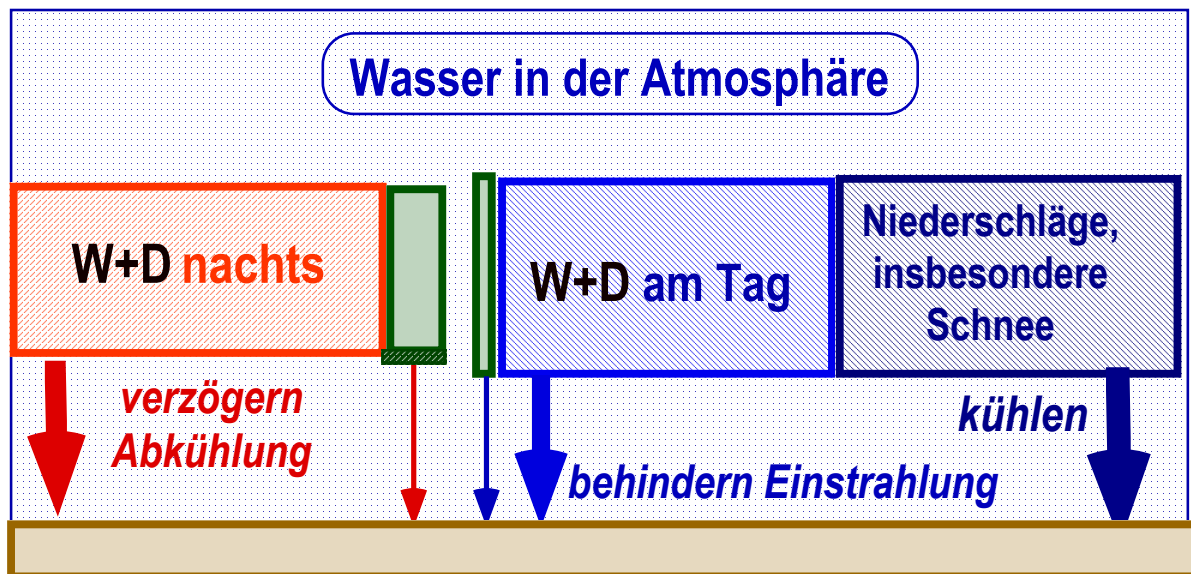 Wasser in der Atmosphäre
W+D nachts
W+D am Tag
Niederschläge,
insbesondere
Schnee
verzögern
Abkühlung
kühlen
behindern Einstrahlung